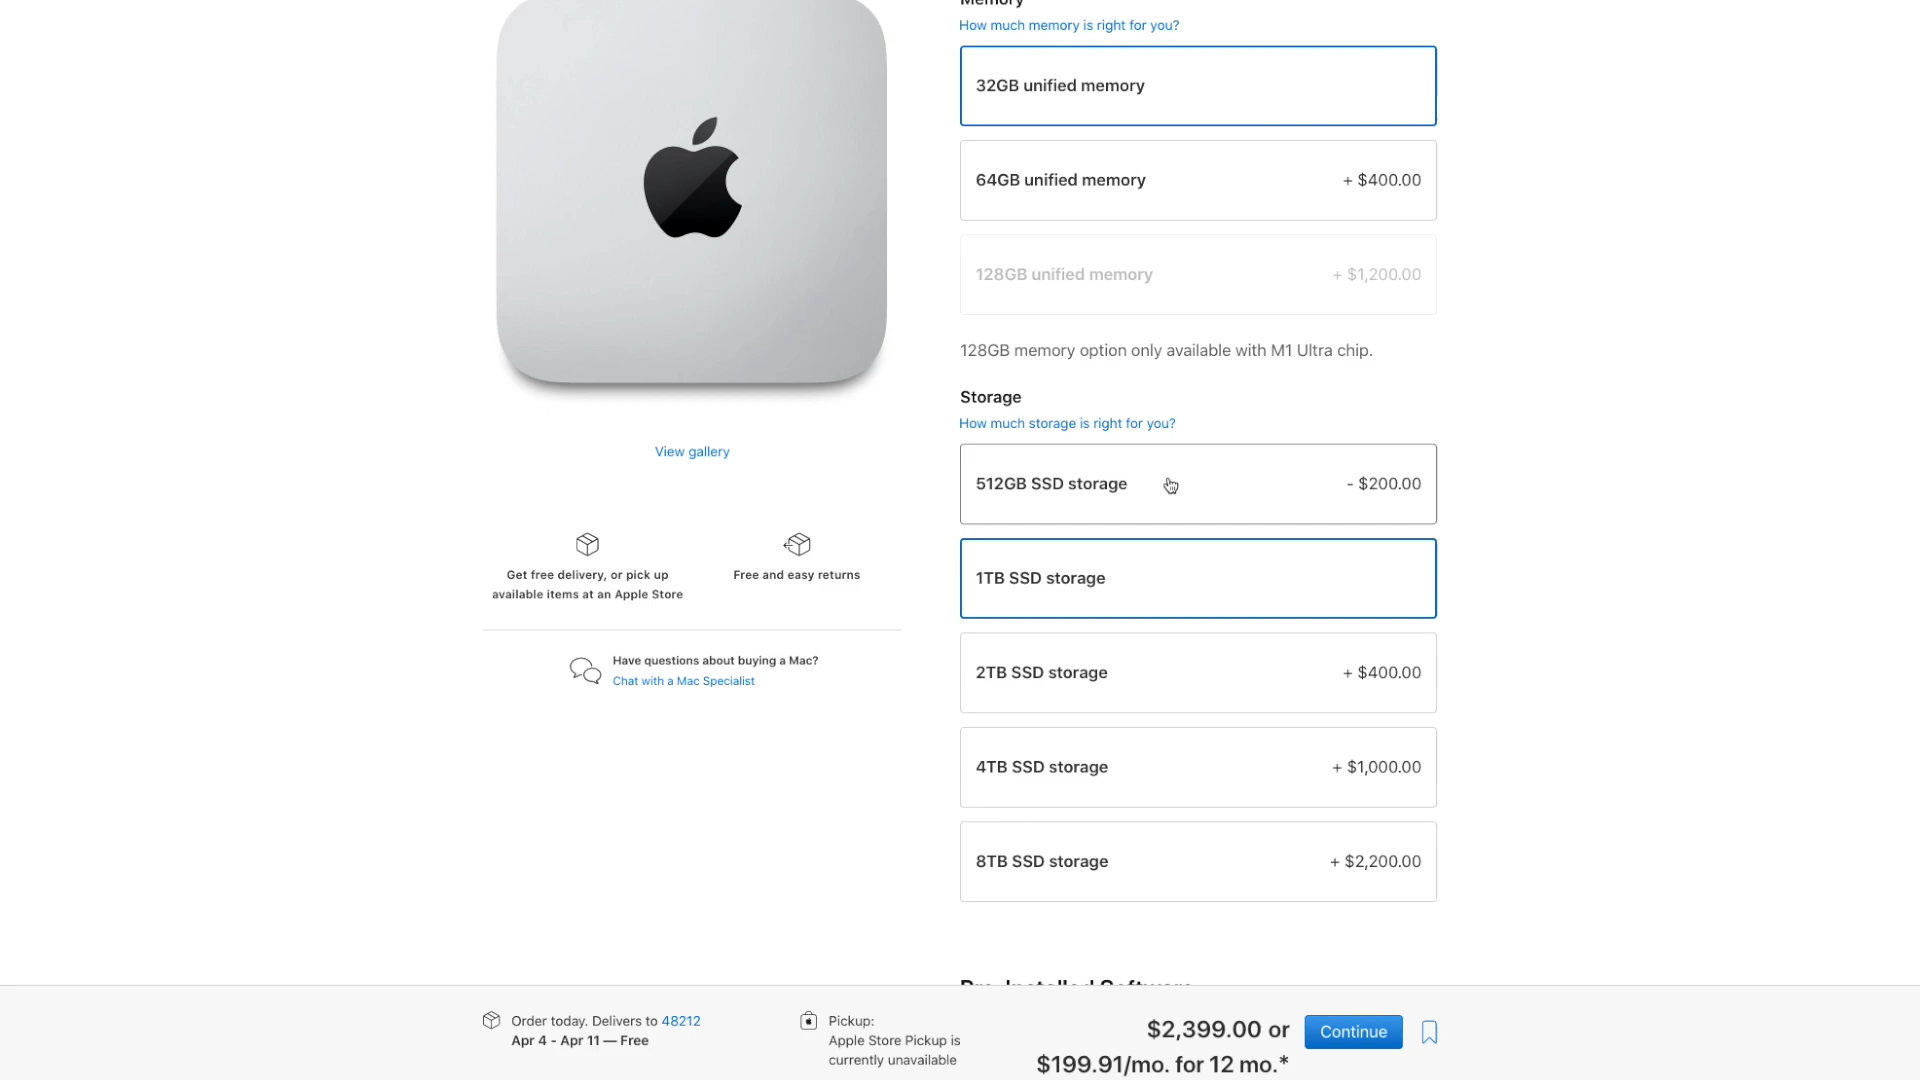 Memory
How much memory is right for you?
32GB unified memory
64GB unified memory + $400.00
128GB unified memory + $1,200.00
128GB memory option only available with M1 Ultra chip.
Storage
How much storage is right for you?
512GB SSD storage - $200.00
1TB SSD storage
2TB SSD storage + $400.00
4TB SSD storage + $1,000.00
8TB SSD storage + $2,200.00
View gallery
Get free delivery, or pick up
available items at an Apple Store
Free and easy returns
Have questions about buying a Mac?
Chat with a Mac Specialist
Pre-Installed Software
Order today. Delivers to 48212
Apr 4 - Apr 11 — Free
Pickup:
Apple Store Pickup is
currently unavailable
$2,399.00 or
$199.91/mo. for 12 mo.*
Continue